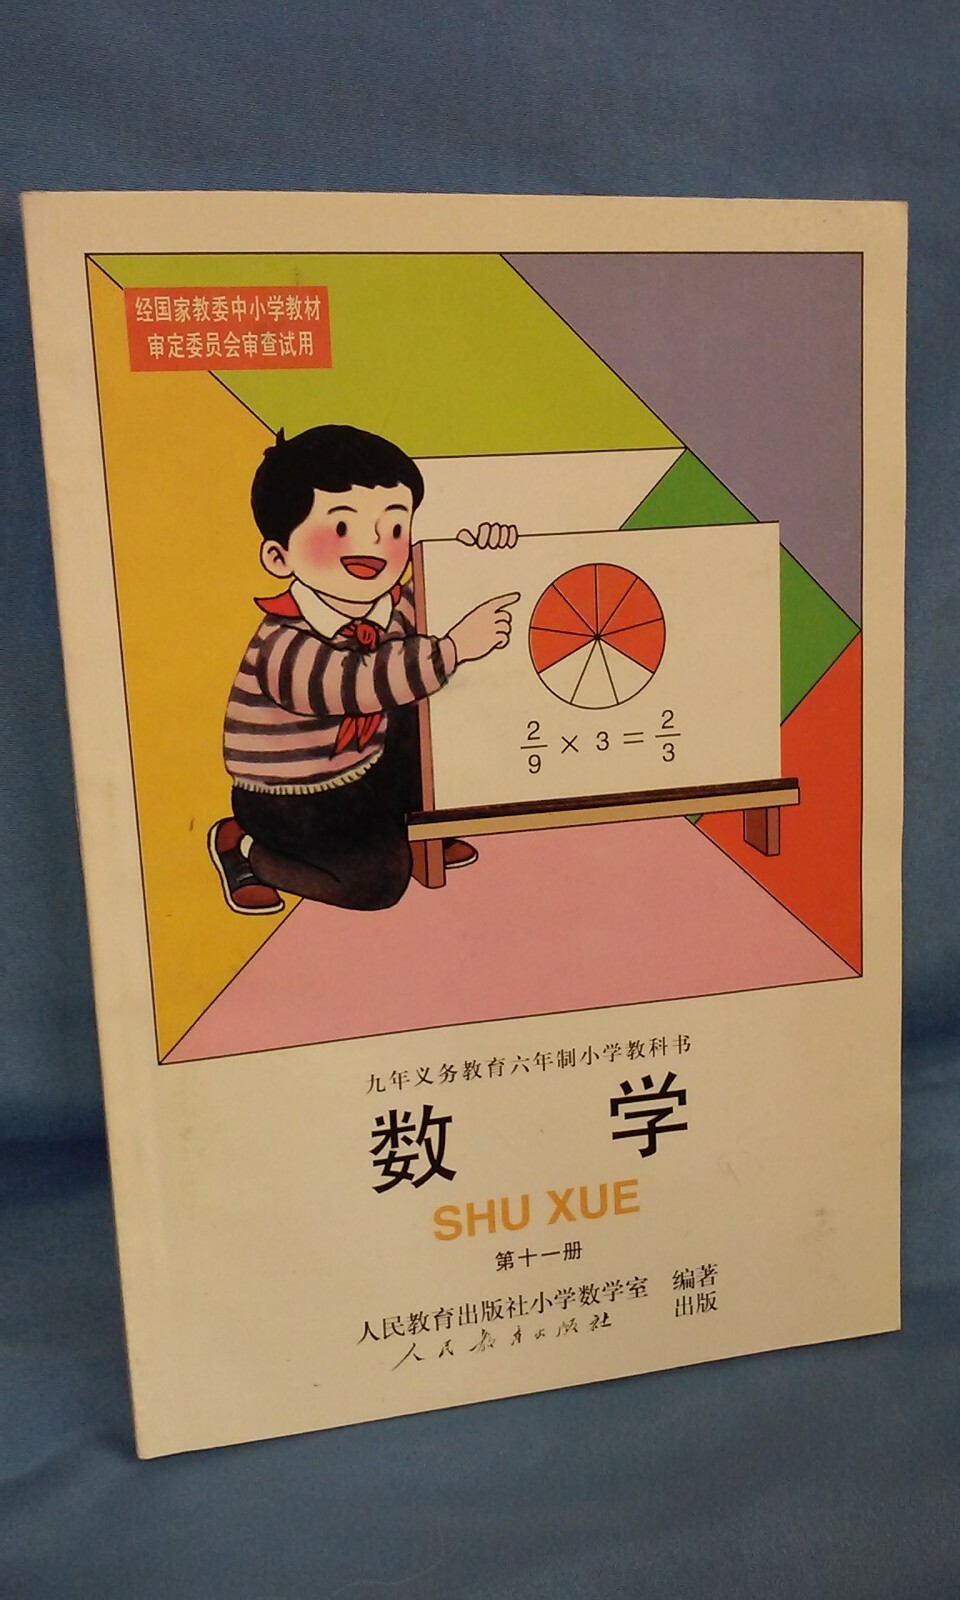 经国家教委中小学教材
审定委员会审查试用
2/9 × 3 = 2/3
九年义务教育六年制小学教科书
数 学
SHU XUE
第十一册
人民教育出版社小学数学室 编著
人民教育出版社 出版